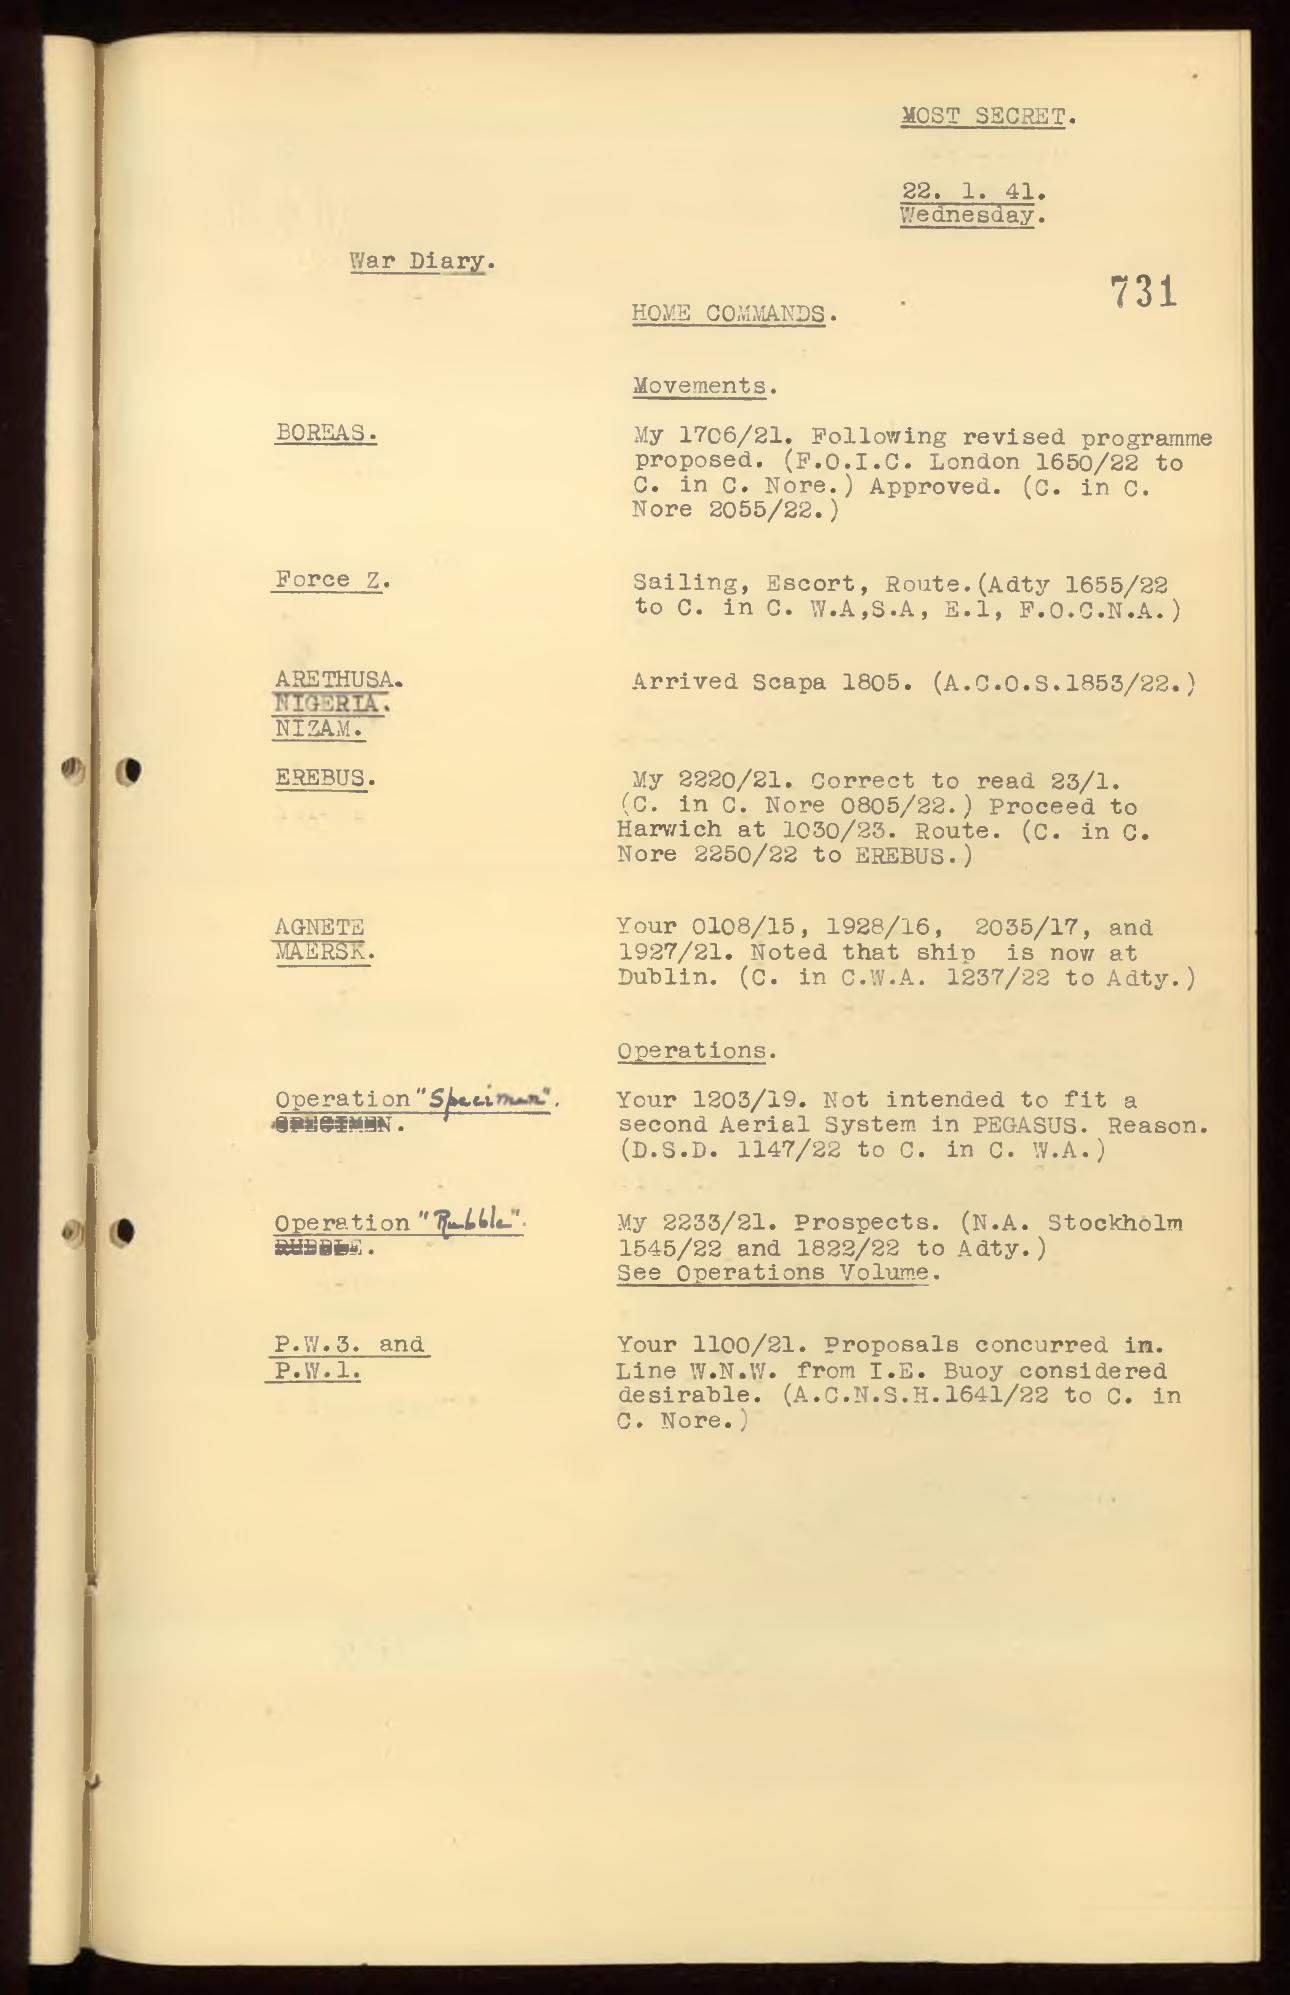 MOST SECRET.
22. 1. 41.
Wednesday.
War Diary.
731
HOME COMMANDS.
Movements.
BOREAS.
My 1706/21. Following revised programme
proposed. (F.O.I.C. London 1650/22 to
C. in C. Nore.) Approved. (C. in C.
Nore 2055/22.)
Force Z.
Sailing, Escort, Route.(Adty 1655/22
to C. in C. W.A,S.A, E.1, F.O.C.N.A.)
ARETHUSA.
NIGERIA.
NIZAM.
Arrived Scapa 1805. (A.C.O.S.1853/22.)
EREBUS.
My 2220/21. Correct to read 23/1.
(C. in C. Nore 0805/22.) Proceed to
Harwich at 1030/23. Route. (C. in C.
Nore 2250/22 to EREBUS.)
AGNETE
MAERSK.
Your 0108/15, 1928/16, 2035/17, and
1927/21. Noted that ship is now at
Dublin. (C. in C.W.A. 1237/22 to Adty.)
Operations.
Operation "Specimen".
SPECIMEN.
Your 1203/19. Not intended to fit a
second Aerial System in PEGASUS. Reason.
(D.S.D. 1147/22 to C. in C. W.A.)
Operation "Rubble".
RUBBLE.
My 2233/21. Prospects. (N.A. Stockholm
1545/22 and 1822/22 to Adty.)
See Operations Volume.
P.W.3. and
P.W.1.
Your 1100/21. Proposals concurred in.
Line W.N.W. from I.E. Buoy considered
desirable. (A.C.N.S.H.1641/22 to C. in
C. Nore.)